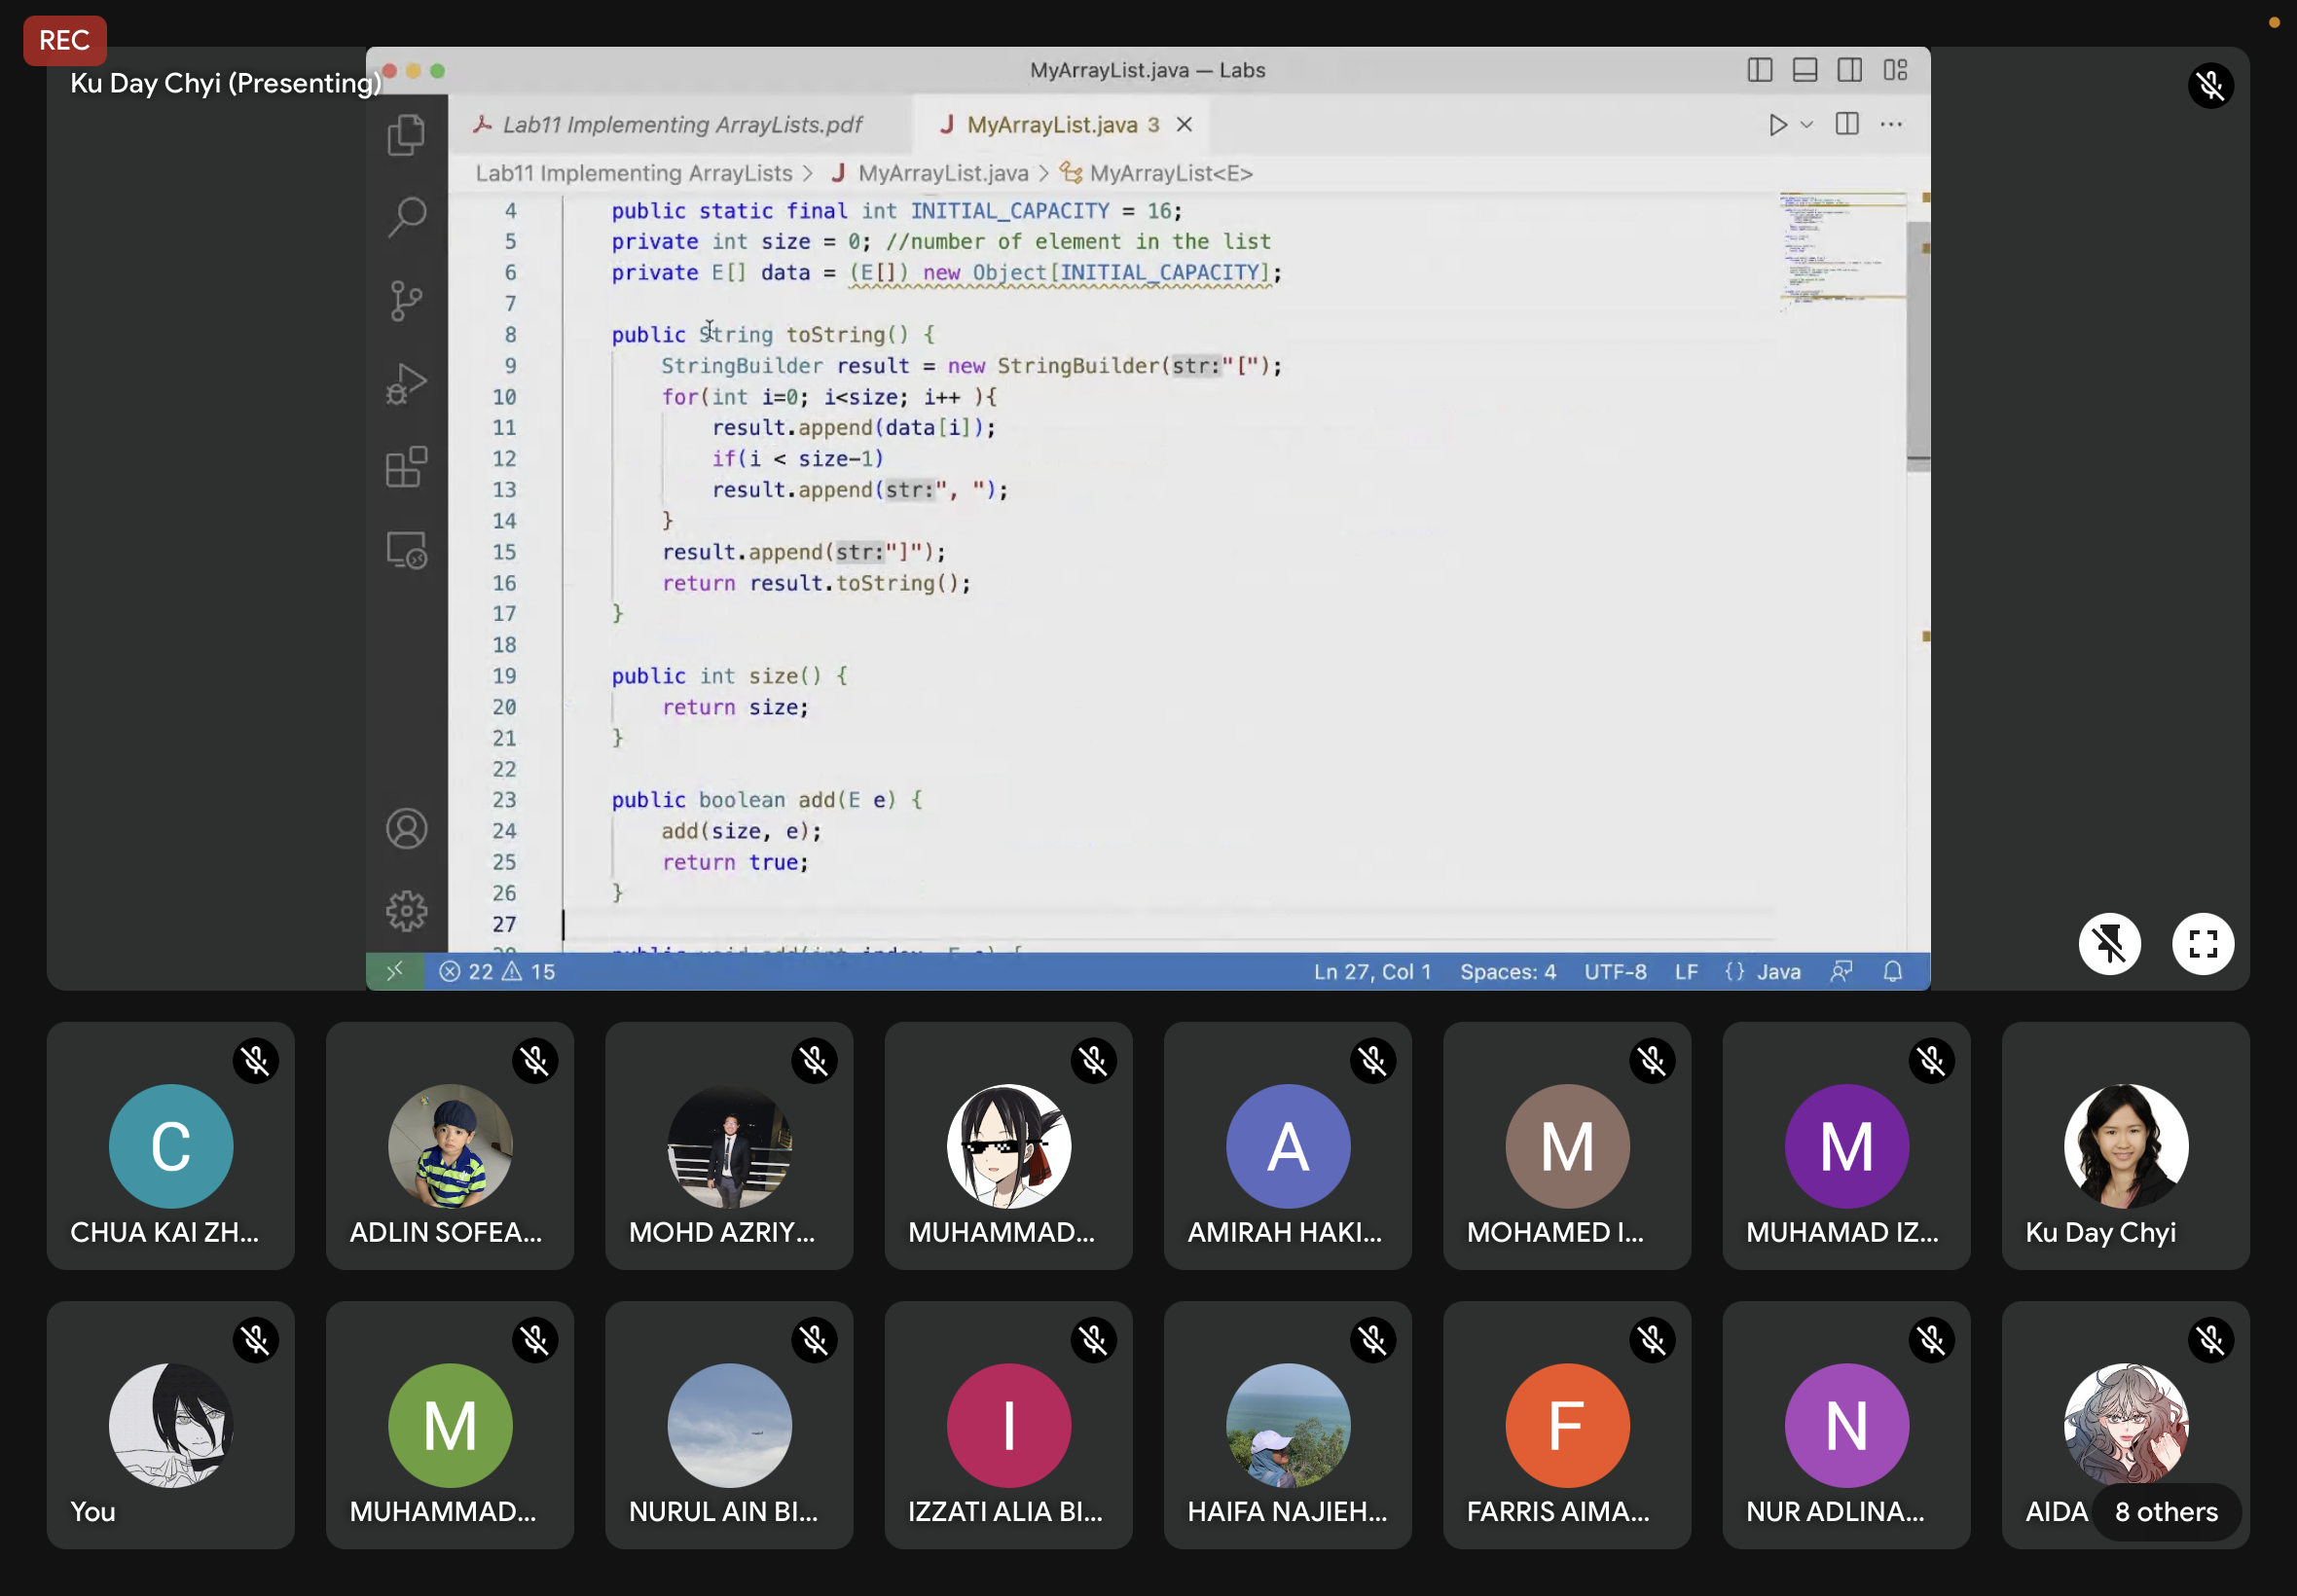 REC
Ku Day Chyi (Presenting)
MyArrayList.java — Labs
Lab11 Implementing ArrayLists.pdf
J MyArrayList.java 3
Lab11 Implementing ArrayLists > J MyArrayList.java > MyArrayList<E>
4 public static final int INITIAL_CAPACITY = 16;
5 private int size = 0; //number of element in the list
6 private E[] data = (E[]) new Object[INITIAL_CAPACITY];
7
8 public String toString() {
9 StringBuilder result = new StringBuilder(str:"[");
10 for(int i=0; i<size; i++ ){
11 result.append(data[i]);
12 if(i < size-1)
13 result.append(str:", ");
14 }
15 result.append(str:"]");
16 return result.toString();
17 }
18
19 public int size() {
20 return size;
21 }
22
23 public boolean add(E e) {
24 add(size, e);
25 return true;
26 }
27
22 15
Ln 27, Col 1 Spaces: 4 UTF-8 LF {} Java
C
A
M
M
CHUA KAI ZH...
ADLIN SOFEA...
MOHD AZRIY...
MUHAMMAD...
AMIRAH HAKI...
MOHAMED I...
MUHAMAD IZ...
Ku Day Chyi
M
I
F
N
You
MUHAMMAD...
NURUL AIN BI...
IZZATI ALIA BI...
HAIFA NAJIEH...
FARRIS AIMA...
NUR ADLINA...
AIDA
8 others